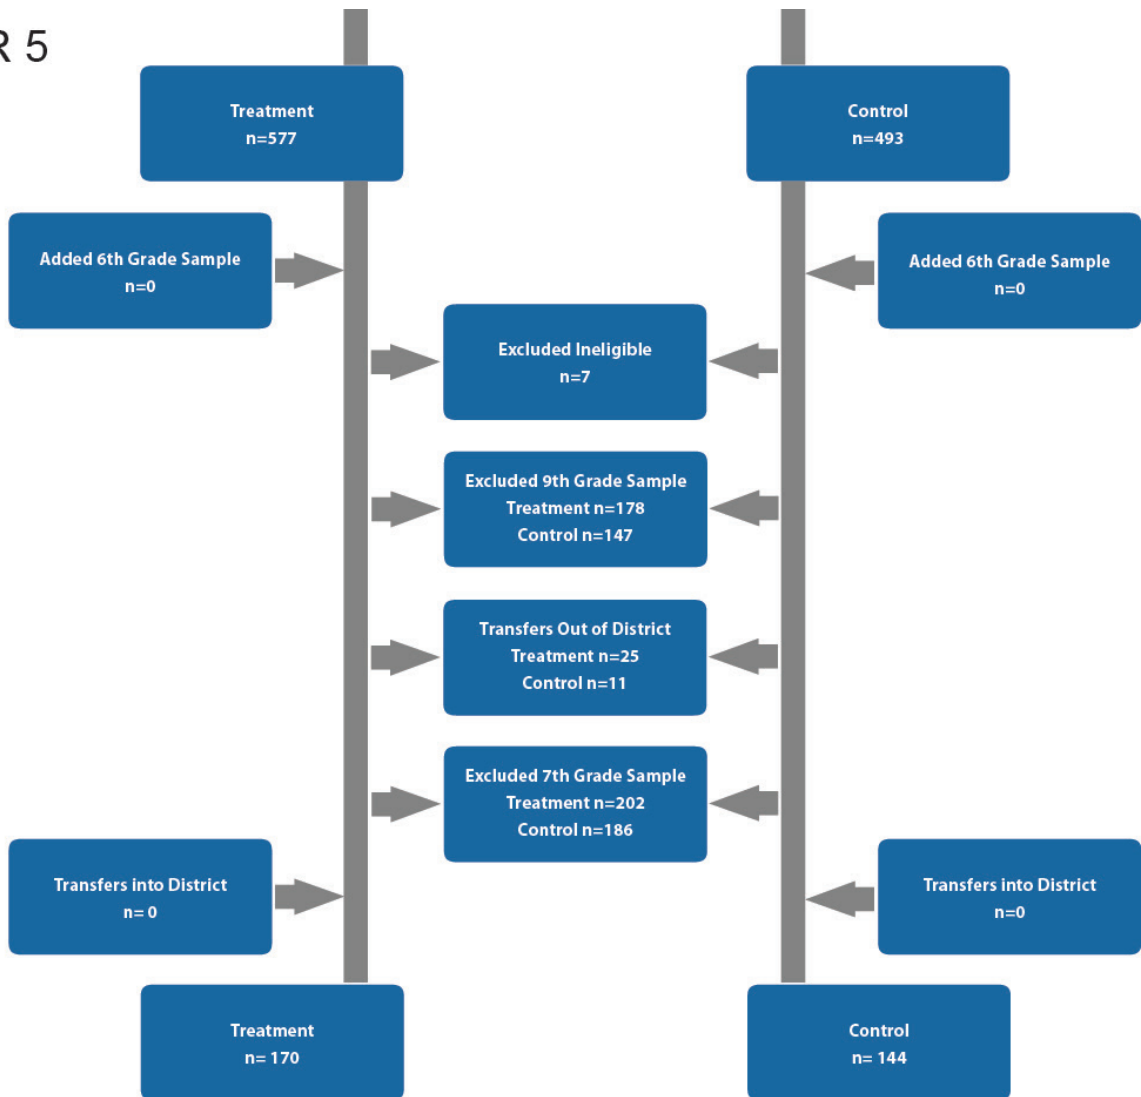 R 5
Treatment
n=577
Control
n=493
Added 6th Grade Sample
n=0
Added 6th Grade Sample
n=0
Excluded Ineligible
n=7
Excluded 9th Grade Sample
Treatment n=178
Control n=147
Transfers Out of District
Treatment n=25
Control n=11
Excluded 7th Grade Sample
Treatment n=202
Control n=186
Transfers into District
n= 0
Transfers into District
n=0
Treatment
n= 170
Control
n= 144